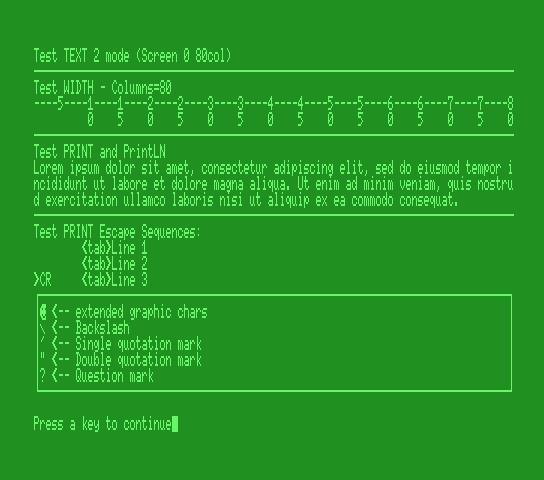 Test TEXT 2 mode (Screen 0 80col)
Test WIDTH - Columns=80
----5----1----1----2----2----3----3----4----4----5----5----6----6----7----7----8
0    5    0    5    0    5    0    5    0    5    0    5    0    5    0
Test PRINT and PrintLN
Lorem ipsum dolor sit amet, consectetur adipiscing elit, sed do eiusmod tempor i
ncididunt ut labore et dolore magna aliqua. Ut enim ad minim veniam, quis nostru
d exercitation ullamco laboris nisi ut aliquip ex ea commodo consequat.
Test PRINT Escape Sequences:
<tab>Line 1
<tab>Line 2
>CR     <tab>Line 3
<-- extended graphic chars
\ <-- Backslash
' <-- Single quotation mark
" <-- Double quotation mark
? <-- Question mark
Press a key to continue